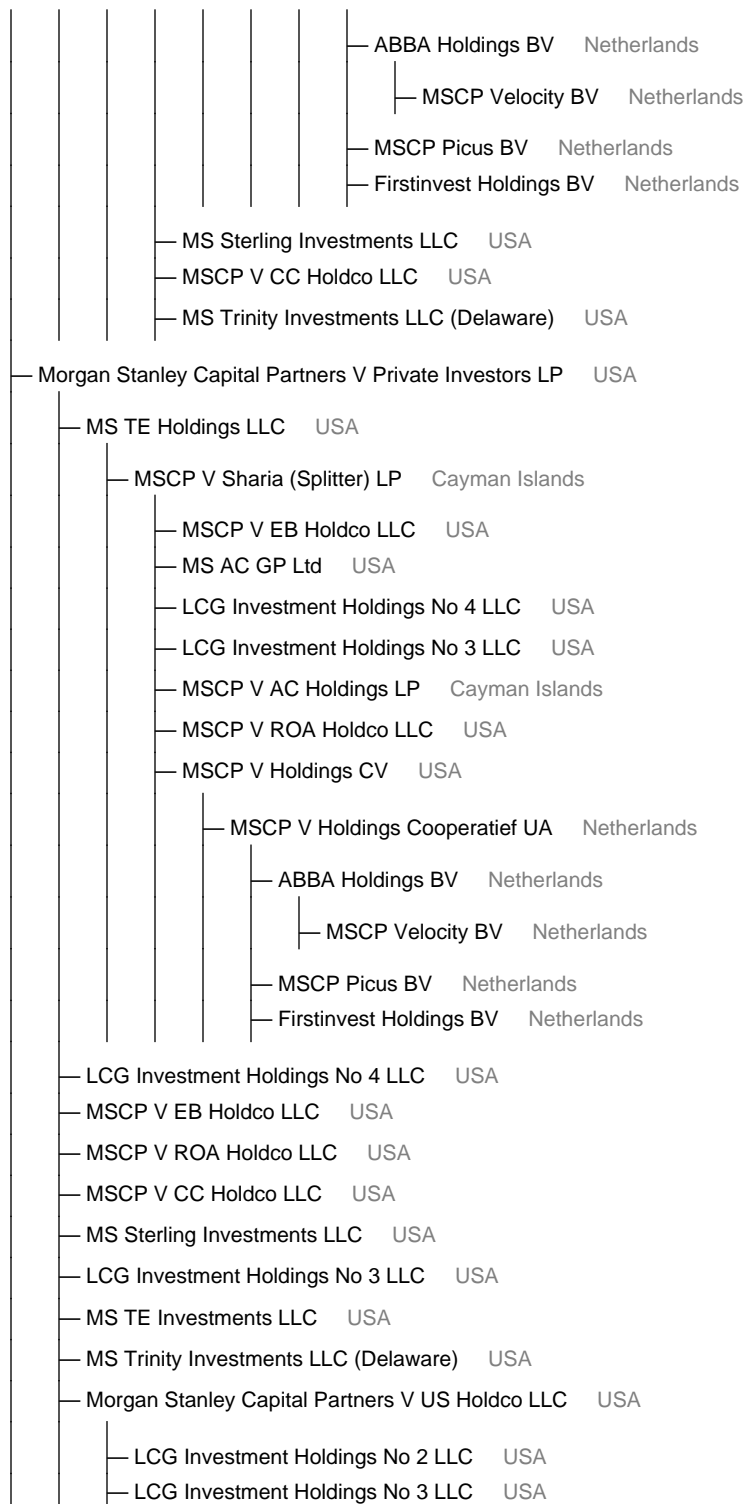 ABBA Holdings BV Netherlands
MSCP Velocity BV Netherlands
MSCP Picus BV Netherlands
Firstinvest Holdings BV Netherlands
MS Sterling Investments LLC USA
MSCP V CC Holdco LLC USA
MS Trinity Investments LLC (Delaware) USA
Morgan Stanley Capital Partners V Private Investors LP USA
MS TE Holdings LLC USA
MSCP V Sharia (Splitter) LP Cayman Islands
MSCP V EB Holdco LLC USA
MS AC GP Ltd USA
LCG Investment Holdings No 4 LLC USA
LCG Investment Holdings No 3 LLC USA
MSCP V AC Holdings LP Cayman Islands
MSCP V ROA Holdco LLC USA
MSCP V Holdings CV USA
MSCP V Holdings Cooperatief UA Netherlands
ABBA Holdings BV Netherlands
MSCP Velocity BV Netherlands
MSCP Picus BV Netherlands
Firstinvest Holdings BV Netherlands
LCG Investment Holdings No 4 LLC USA
MSCP V EB Holdco LLC USA
MSCP V ROA Holdco LLC USA
MSCP V CC Holdco LLC USA
MS Sterling Investments LLC USA
LCG Investment Holdings No 3 LLC USA
MS TE Investments LLC USA
MS Trinity Investments LLC (Delaware) USA
Morgan Stanley Capital Partners V US Holdco LLC USA
LCG Investment Holdings No 2 LLC USA
LCG Investment Holdings No 3 LLC USA